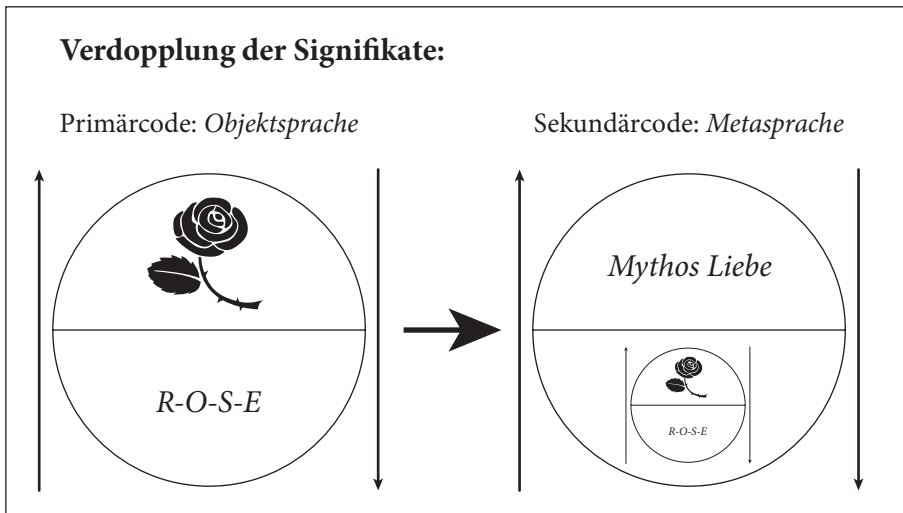 Verdopplung der Signifikate:
Primärcode: Objektsprache
Sekundärcode: Metasprache
R-O-S-E
Mythos Liebe
R-O-S-E